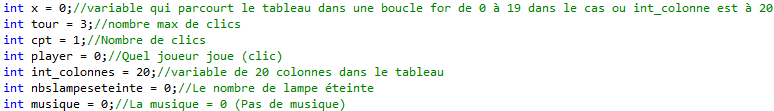 int x = 0;//variable qui parcourt le tableau dans une boucle for de 0 à 19 dans le cas ou int_colonne est à 20
int tour = 3;//nombre max de clics
int cpt = 1;//Nombre de clics
int player = 0;//Quel joueur joue (clic)
int int_colonnes = 20;//variable de 20 colonnes dans le tableau
int nbslampeseteinte = 0;//Le nombre de lampe éteinte
int musique = 0;//La musique = 0 (Pas de musique)